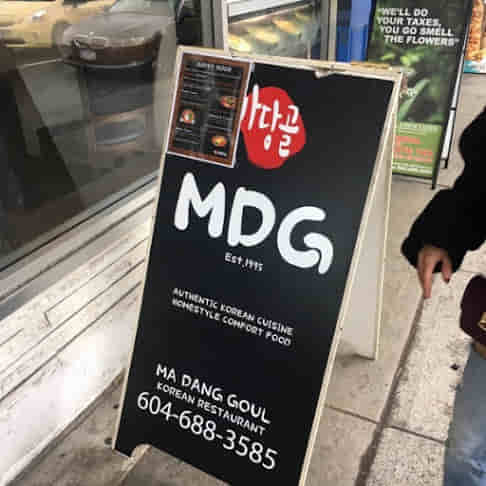 "WE'LL DO
YOUR TAXES,
YOU GO SMELL
THE FLOWERS"
당골
MDG
Est.1995
AUTHENTIC KOREAN CUISINE
HOMESTYLE COMFORT FOOD
MA DANG GOUL
KOREAN RESTAURANT
604-688-3585